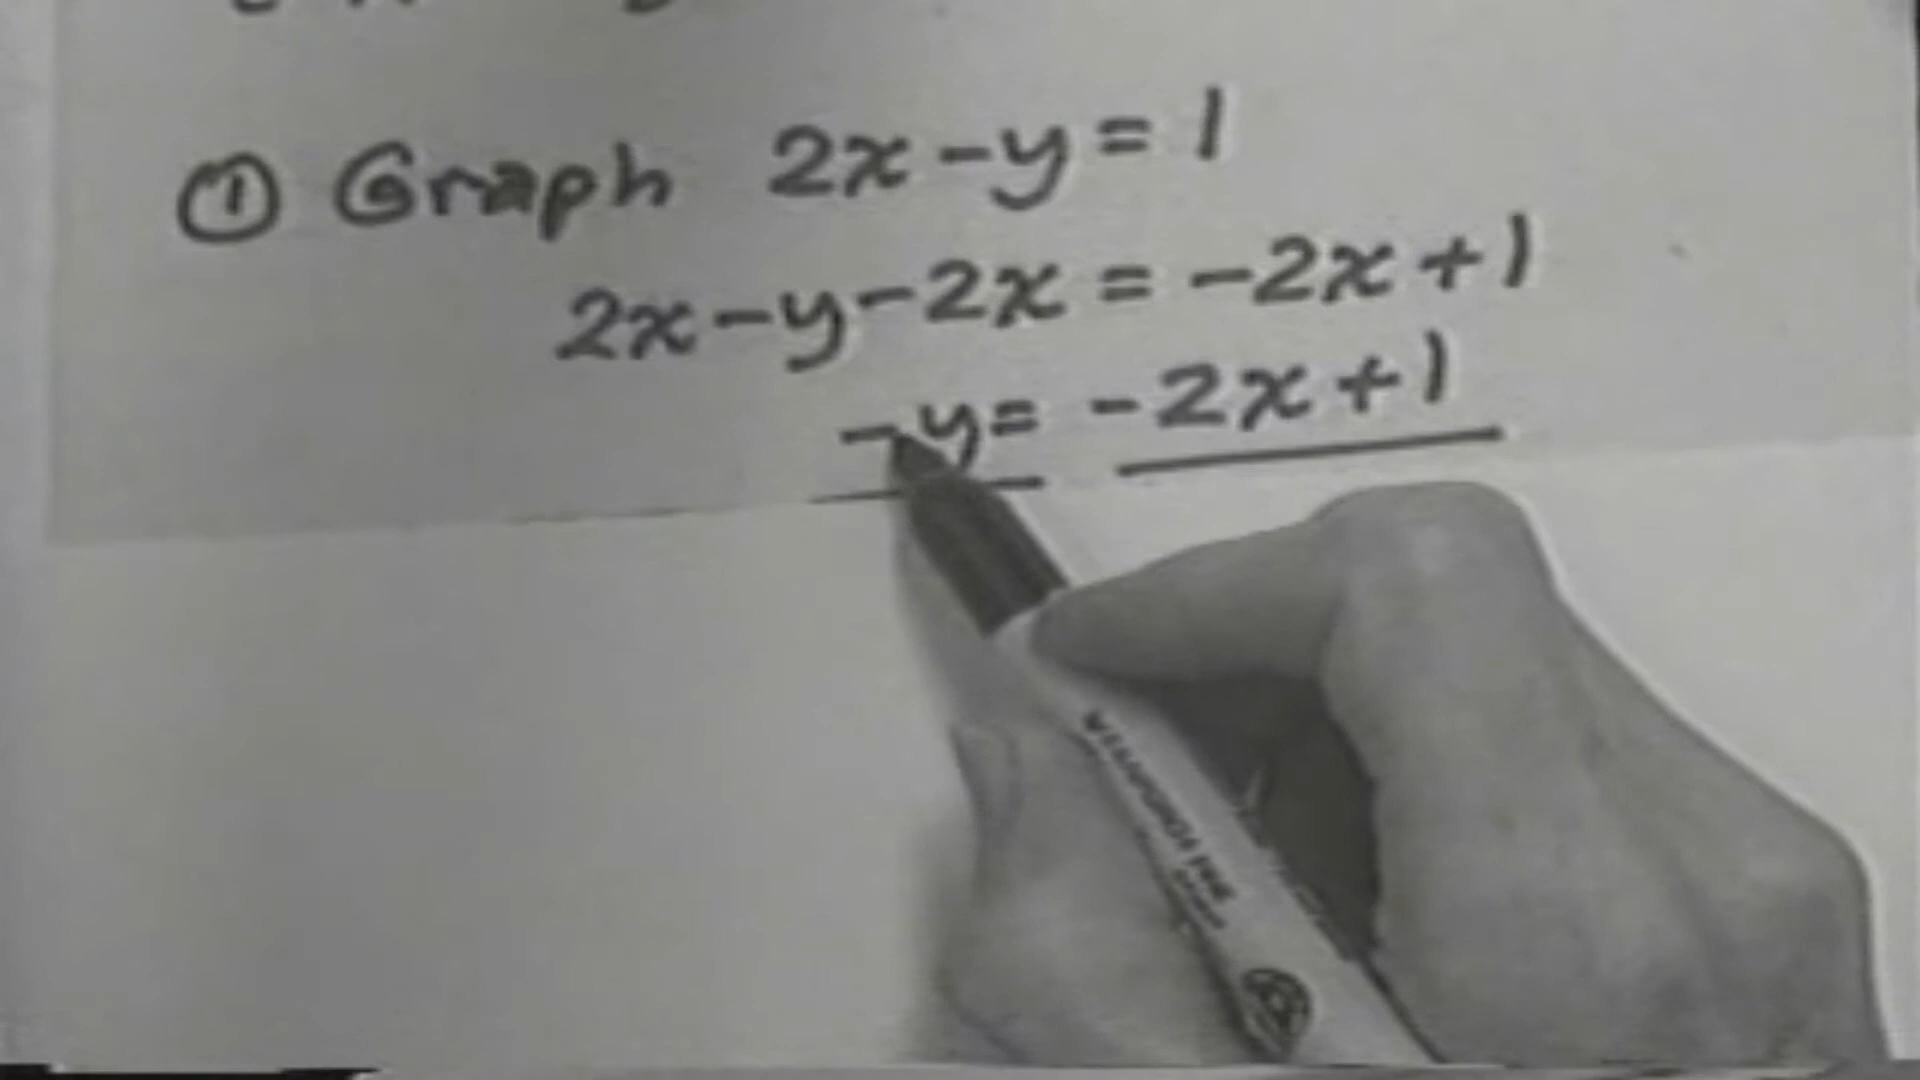 ① Graph 2x-y=1
2x-y-2x = -2x+1
-y= -2x+1